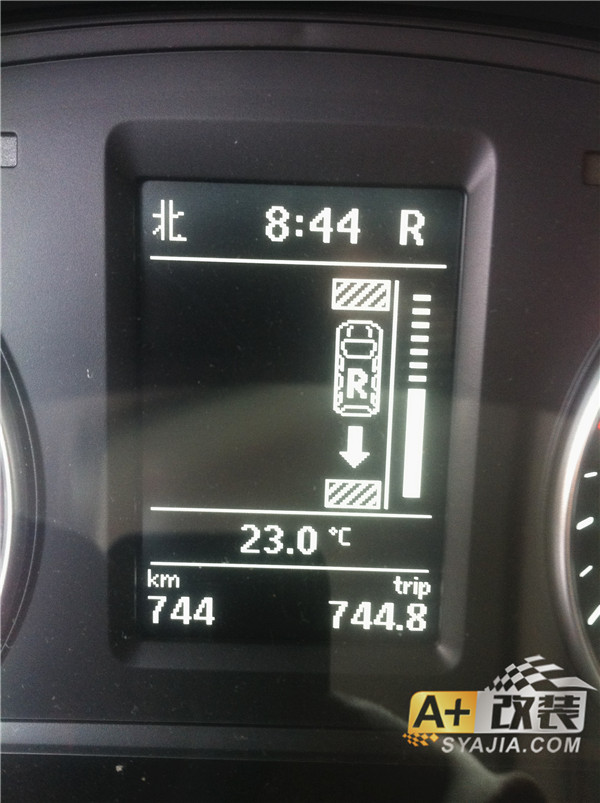 北 8:44 R
R
23.0 °C
km trip
744 744.8
A+ 改装
SYAJIA.COM